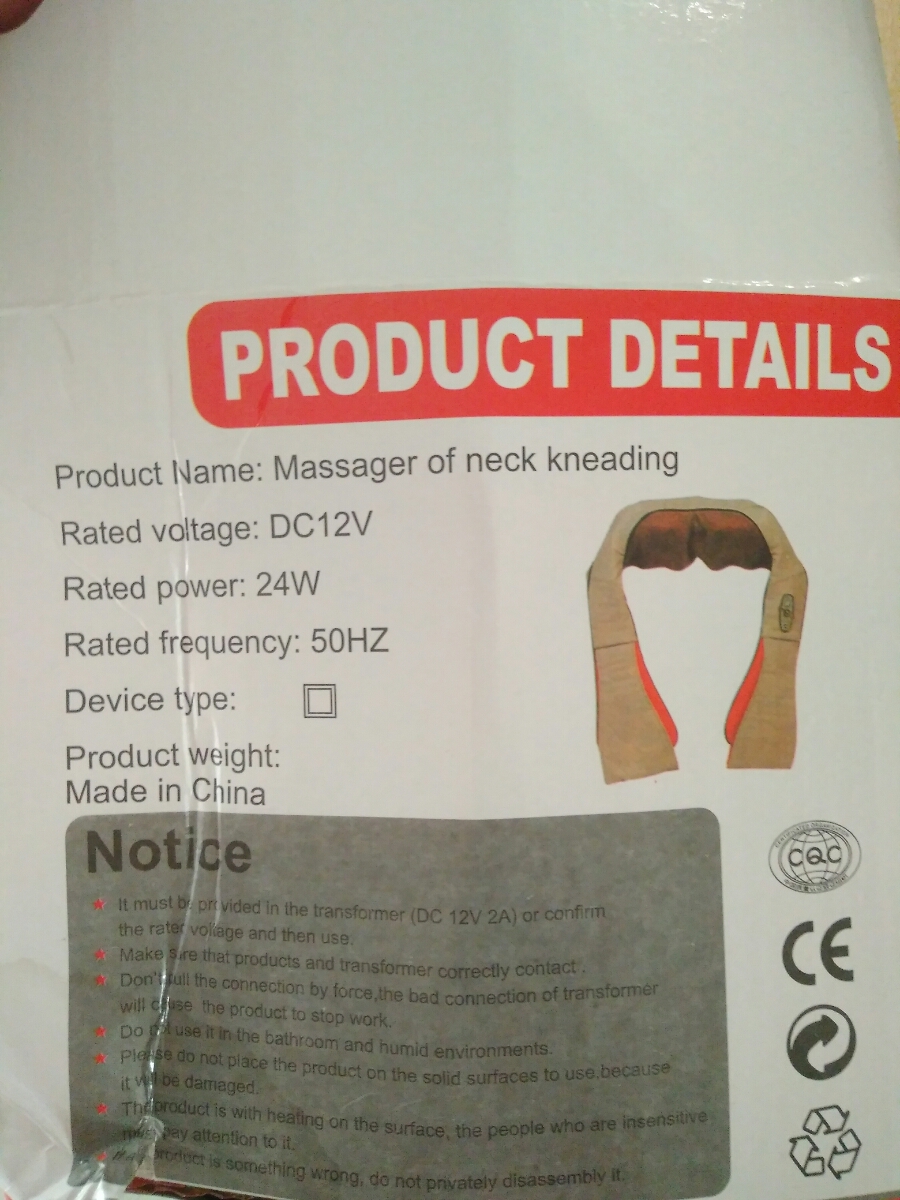 PRODUCT DETAILS
Product Name: Massager of neck kneading
Rated voltage: DC12V
Rated power: 24W
Rated frequency: 50HZ
Device type:
Product weight:
Made in China
Notice
It must be provided in the transformer (DC 12V 2A) or confirm
the rater voltage and then use.
Make sure that products and transformer correctly contact .
Don't full the connection by force,the bad connection of transformer
will cause the product to stop work.
Do not use it in the bathroom and humid environments.
Please do not place the product on the solid surfaces to use.because
it will be damaged.
The product is with heating on the surface, the people who are insensitive
must pay attention to it.
product is something wrong, do not privately disassembly it.
CQC
CE